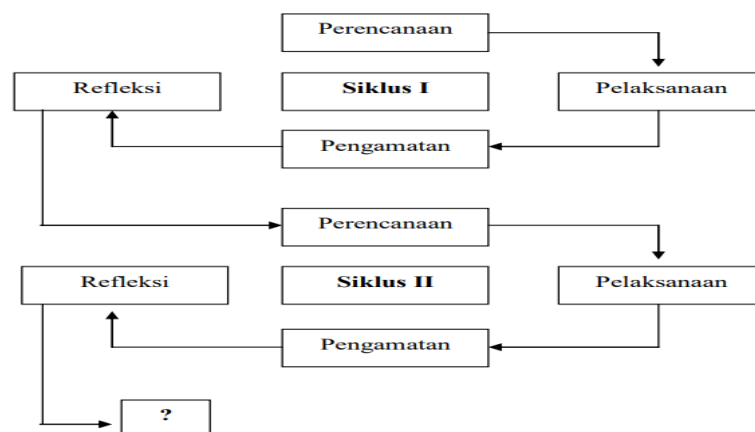 Perencanaan
Refleksi
Siklus I
Pelaksanaan
Pengamatan
Perencanaan
Refleksi
Siklus II
Pelaksanaan
Pengamatan
?